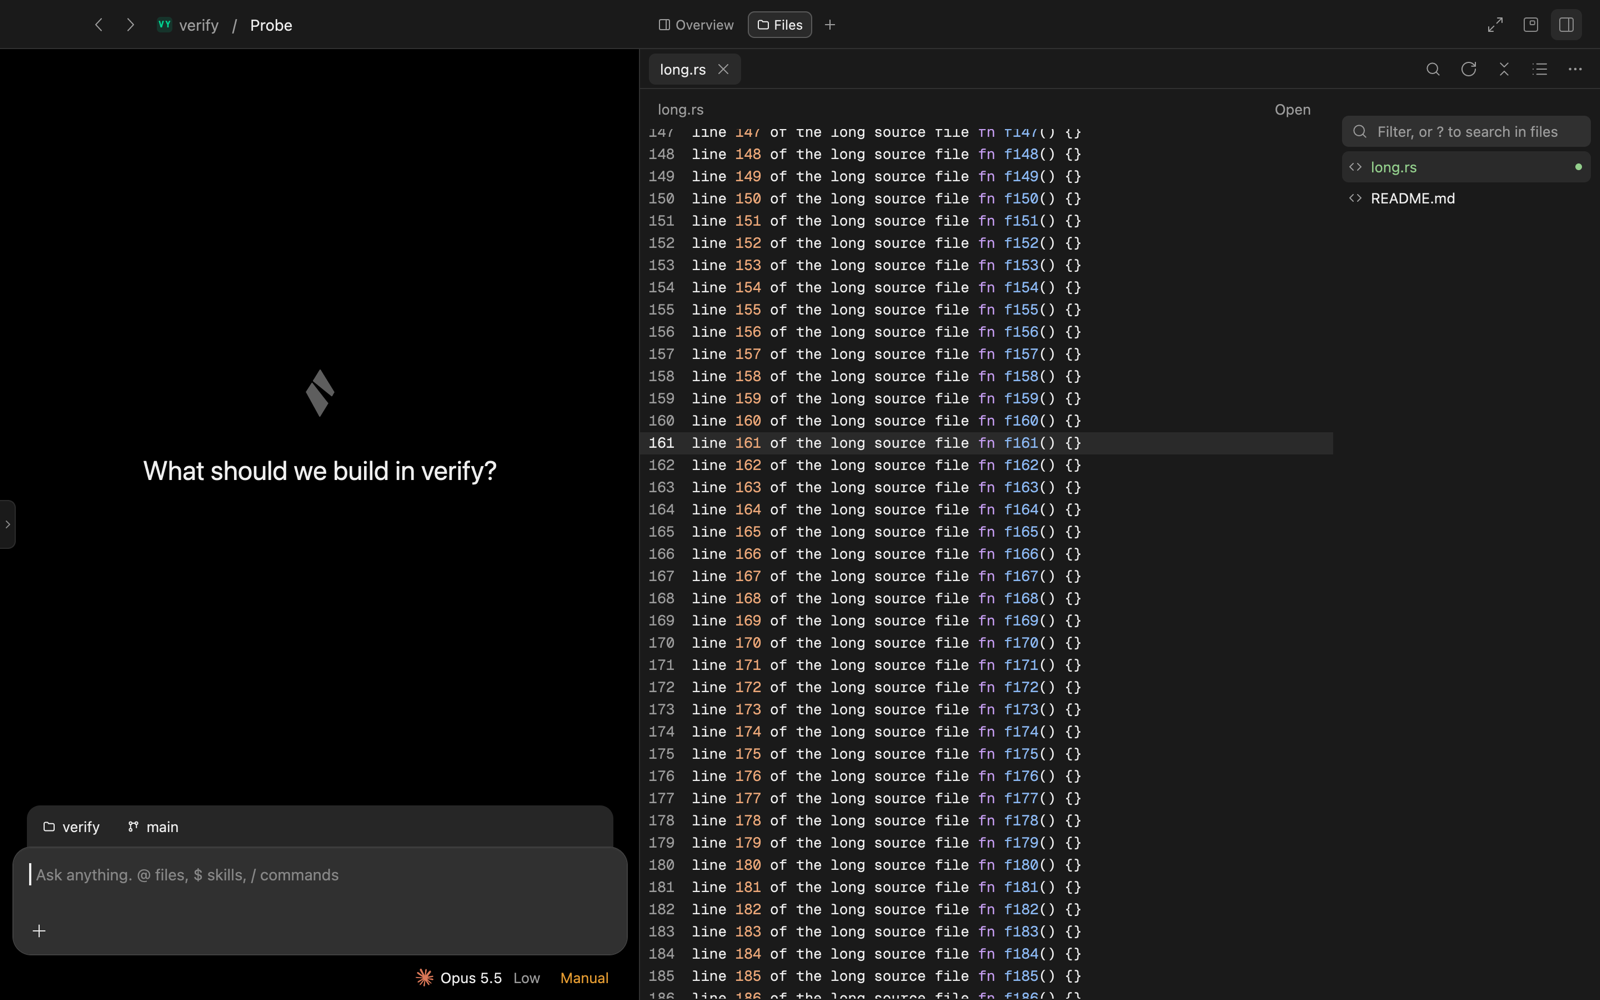 VY verify / Probe
Overview
Files
long.rs
long.rs
Open
Filter, or ? to search in files
long.rs
README.md
147 line 147 of the long source file fn f147() {}
148 line 148 of the long source file fn f148() {}
149 line 149 of the long source file fn f149() {}
150 line 150 of the long source file fn f150() {}
151 line 151 of the long source file fn f151() {}
152 line 152 of the long source file fn f152() {}
153 line 153 of the long source file fn f153() {}
154 line 154 of the long source file fn f154() {}
155 line 155 of the long source file fn f155() {}
156 line 156 of the long source file fn f156() {}
157 line 157 of the long source file fn f157() {}
158 line 158 of the long source file fn f158() {}
159 line 159 of the long source file fn f159() {}
160 line 160 of the long source file fn f160() {}
161 line 161 of the long source file fn f161() {}
162 line 162 of the long source file fn f162() {}
163 line 163 of the long source file fn f163() {}
164 line 164 of the long source file fn f164() {}
165 line 165 of the long source file fn f165() {}
166 line 166 of the long source file fn f166() {}
167 line 167 of the long source file fn f167() {}
168 line 168 of the long source file fn f168() {}
169 line 169 of the long source file fn f169() {}
170 line 170 of the long source file fn f170() {}
171 line 171 of the long source file fn f171() {}
172 line 172 of the long source file fn f172() {}
173 line 173 of the long source file fn f173() {}
174 line 174 of the long source file fn f174() {}
175 line 175 of the long source file fn f175() {}
176 line 176 of the long source file fn f176() {}
177 line 177 of the long source file fn f177() {}
178 line 178 of the long source file fn f178() {}
179 line 179 of the long source file fn f179() {}
180 line 180 of the long source file fn f180() {}
181 line 181 of the long source file fn f181() {}
182 line 182 of the long source file fn f182() {}
183 line 183 of the long source file fn f183() {}
184 line 184 of the long source file fn f184() {}
185 line 185 of the long source file fn f185() {}
186 line 186 of the long source file fn f186() {}
What should we build in verify?
verify
main
Ask anything. @ files, $ skills, / commands
Opus 5.5 Low Manual